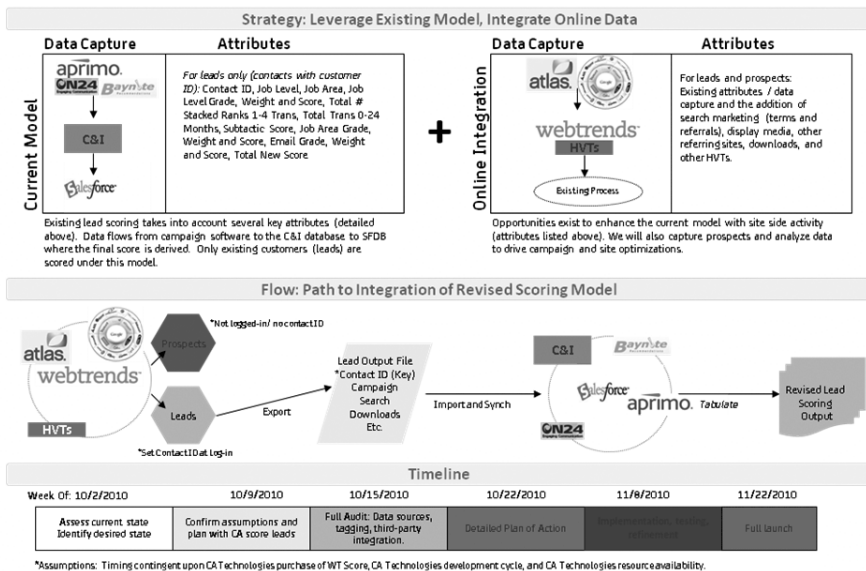 Strategy: Leverage Existing Model, Integrate Online Data
Data Capture
Attributes
Current Model
aprimo.
ON24
Baynote
C&I
Salesforce
For leads only (contacts with customer
ID): Contact ID, Job Level, Job Area, Job
Level Grade, Weight and Score, Total #
Stacked Ranks 1-4 Trans, Total Trans 0-24
Months, Subtactic Score, Job Area Grade,
Weight and Score, Email Grade, Weight
and Score, Total New Score
Existing lead scoring takes into account several key attributes (detailed
above). Data flows from campaign software to the C&I database to SFDB
where the final score is derived. Only existing customers (leads) are
scored under this model.
+
Data Capture
Attributes
Online Integration
atlas.
webtrends
HVTs
Existing Process
For leads and prospects:
Existing attributes / data
capture and the addition of
search marketing (terms and
referrals), display media, other
referring sites, downloads, and
other HVTs.
Opportunities exist to enhance the current model with site side activity
(attributes listed above). We will also capture prospects and analyze data
to drive campaign and site optimizations.
Flow: Path to Integration of Revised Scoring Model
atlas.
webtrends
HVTs
Prospects
*Not logged-in/ no contact ID
Leads
*Set Contact ID at Log-in
Export
Lead Output File
*Contact ID (Key)
Campaign
Search
Downloads
Etc.
Import and Synch
C&I
Baynote
Salesforce
aprimo.
ON24
Tabulate
Revised Lead
Scoring
Output
Timeline
Week Of: 10/2/2010
10/9/2010
10/15/2010
10/22/2010
11/8/2010
11/22/2010
Assess current state
Identify desired state
Confirm assumptions and
plan with CA score leads
Full Audit: Data sources,
tagging, third-party
integration.
Detailed Plan of Action
Implementation, testing,
refinement
Full launch
*Assumptions: Timing contingent upon CA Technologies purchase of WT Score, CA Technologies development cycle, and CA Technologies resource availability.